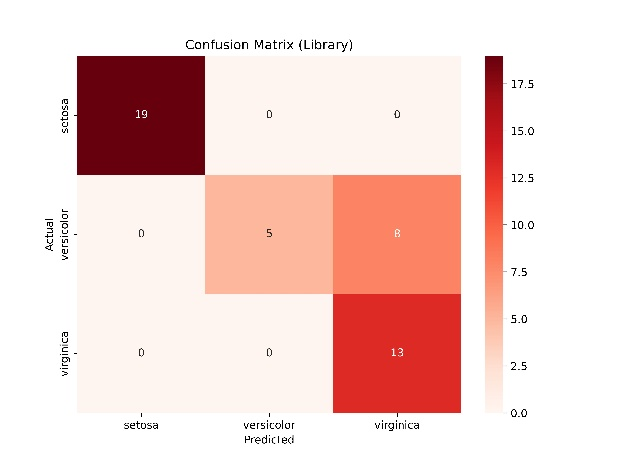 Confusion Matrix (Library)
setosa 19 0 0
versicolor 0 5 8
virginica 0 0 13
Actual
setosa versicolor virginica
Predicted
17.5
15.0
12.5
10.0
7.5
5.0
2.5
0.0